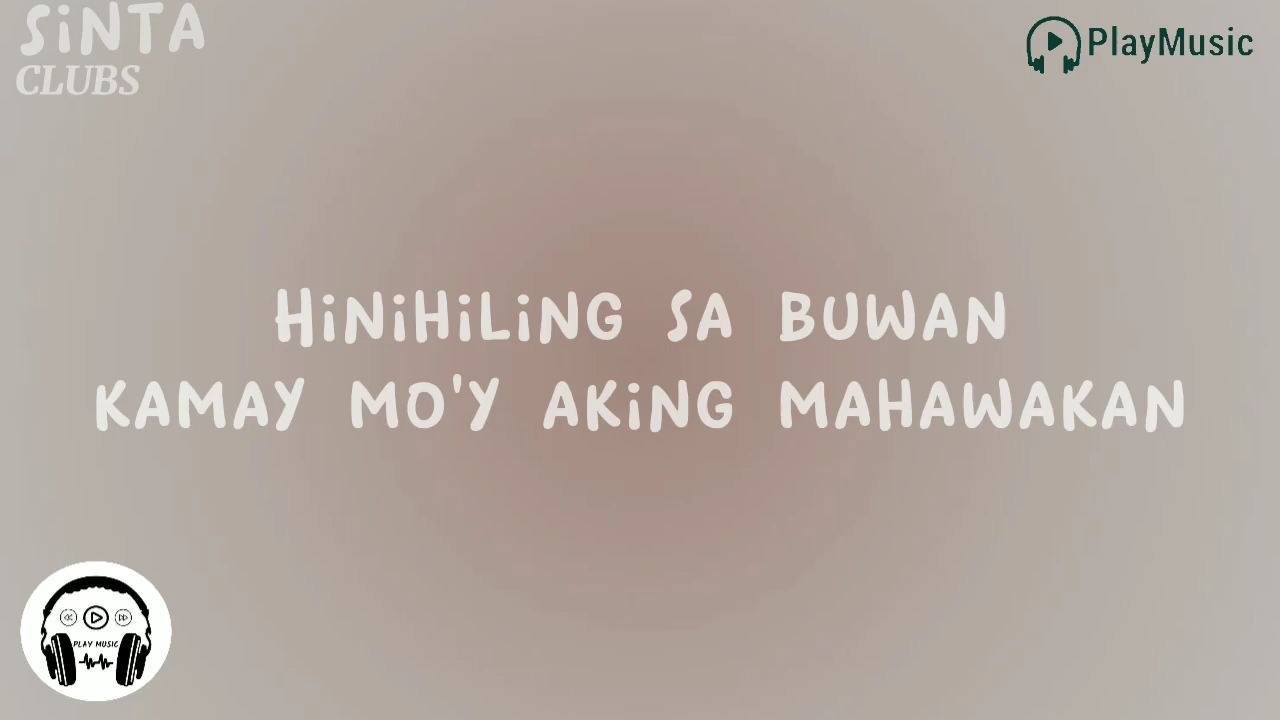 SiNTA
CLUBS
PlayMusic
HiNiHiLiNG SA BUWAN
KAMAY MO'Y AKiNG MAHAWAKAN
PLAY MUSIC